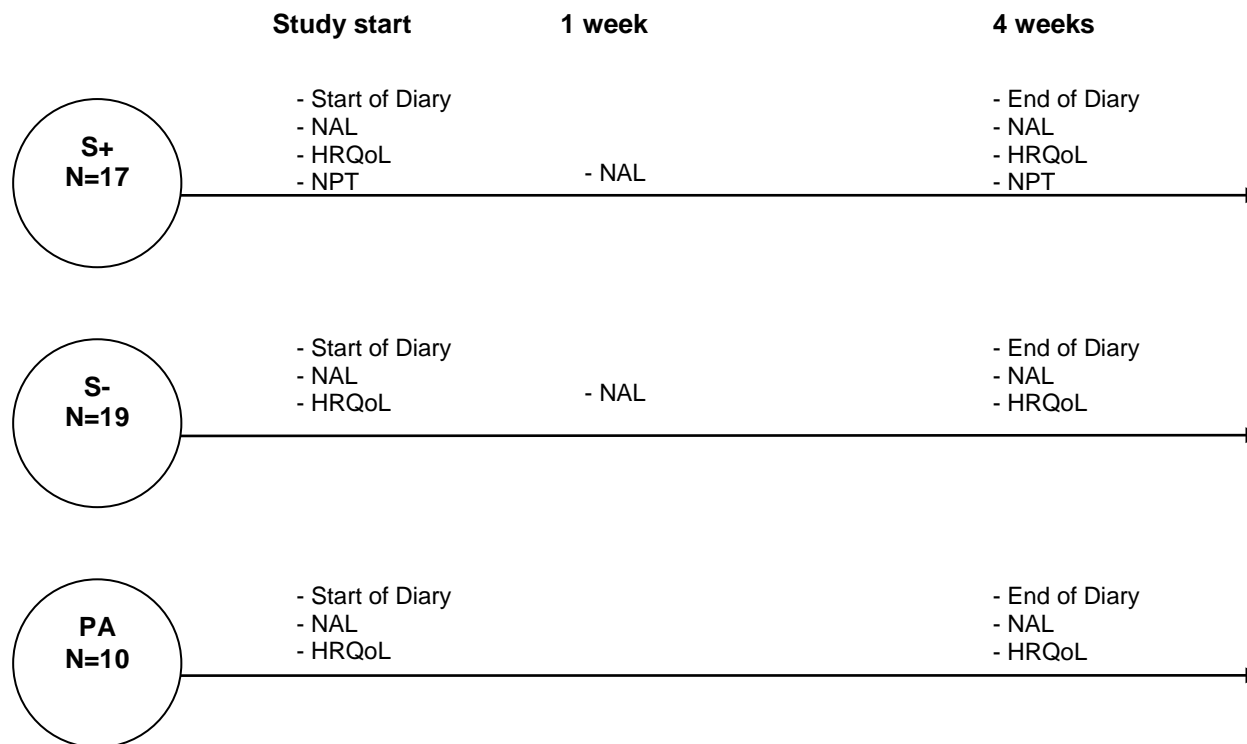 Study start 1 week 4 weeks
S+
N=17
- Start of Diary
- NAL
- HRQoL
- NPT
- NAL
- End of Diary
- NAL
- HRQoL
- NPT
S-
N=19
- Start of Diary
- NAL
- HRQoL
- NAL
- End of Diary
- NAL
- HRQoL
PA
N=10
- Start of Diary
- NAL
- HRQoL
- End of Diary
- NAL
- HRQoL